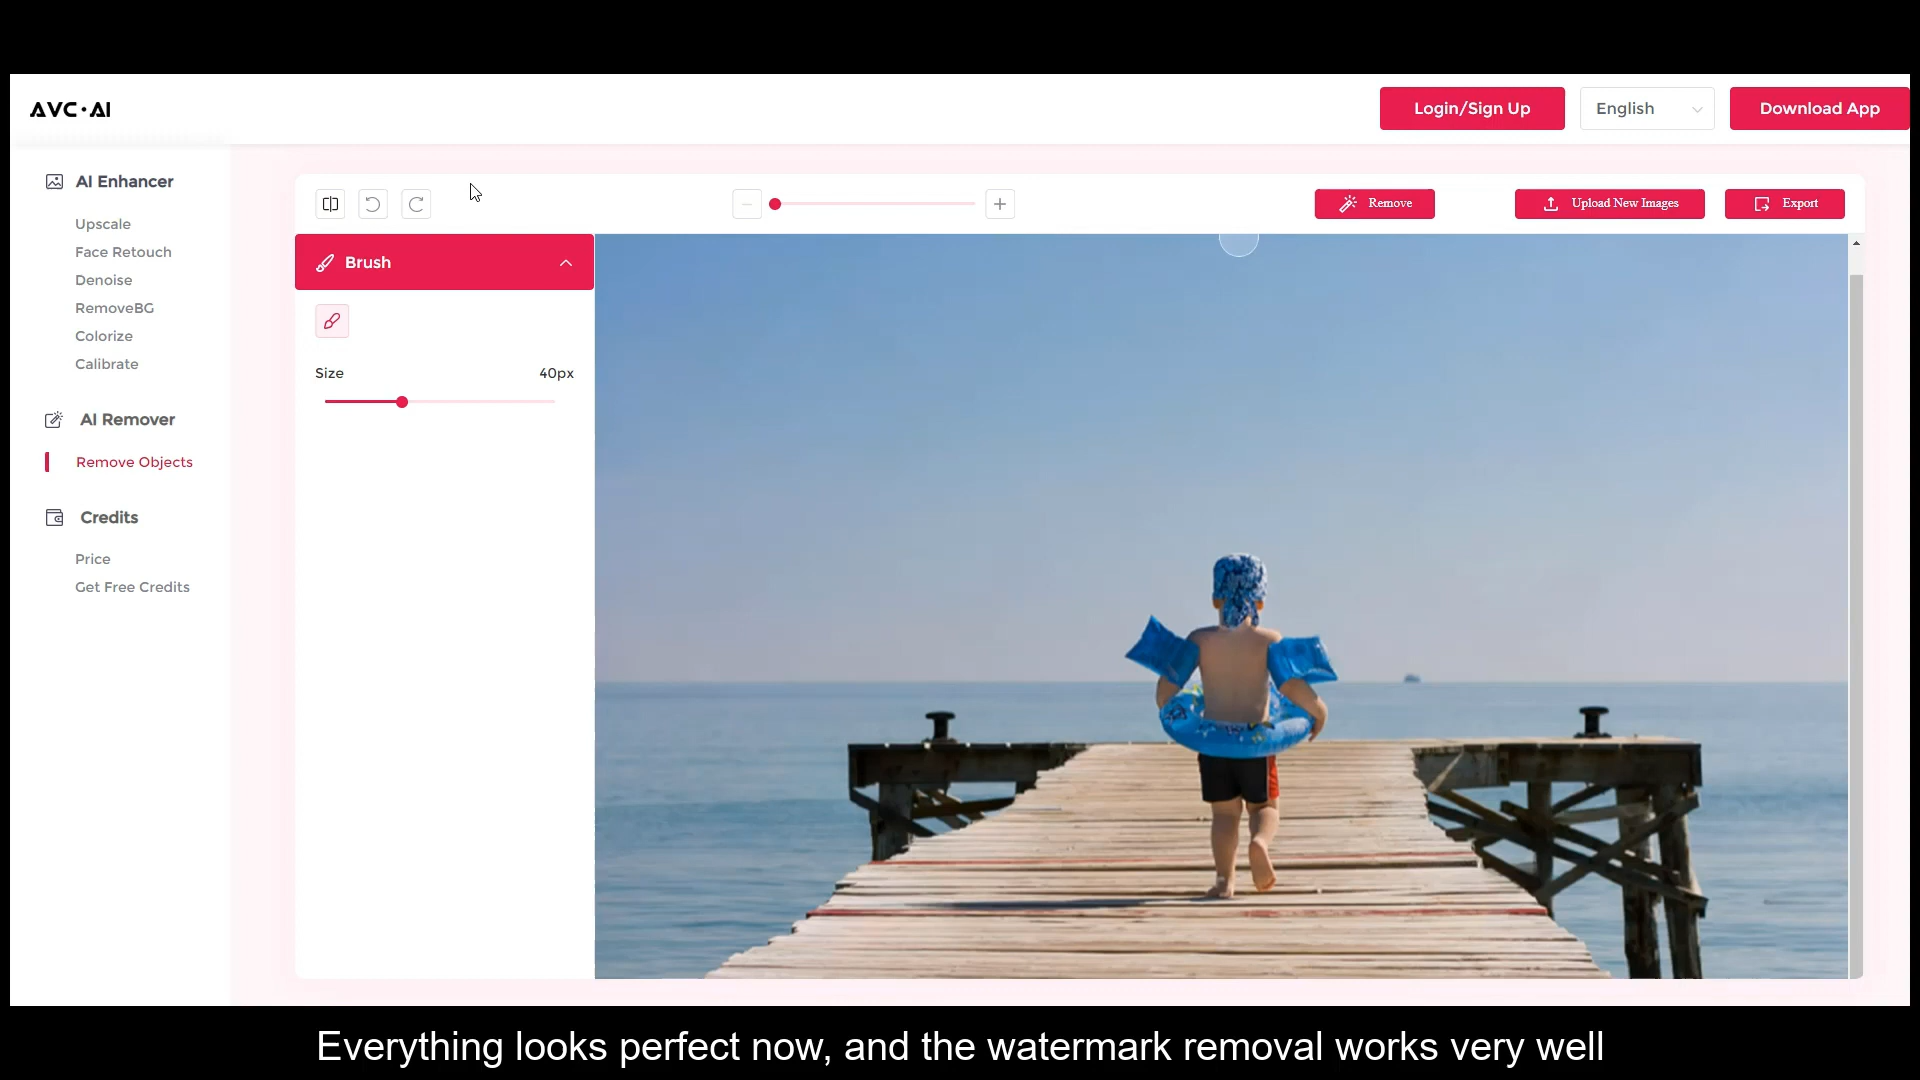 AVC·AI
Login/Sign Up
English
Download App
AI Enhancer
Upscale
Face Retouch
Denoise
RemoveBG
Colorize
Calibrate
AI Remover
Remove Objects
Credits
Price
Get Free Credits
Remove
Upload New Images
Export
Brush
Size 40px
Everything looks perfect now, and the watermark removal works very well